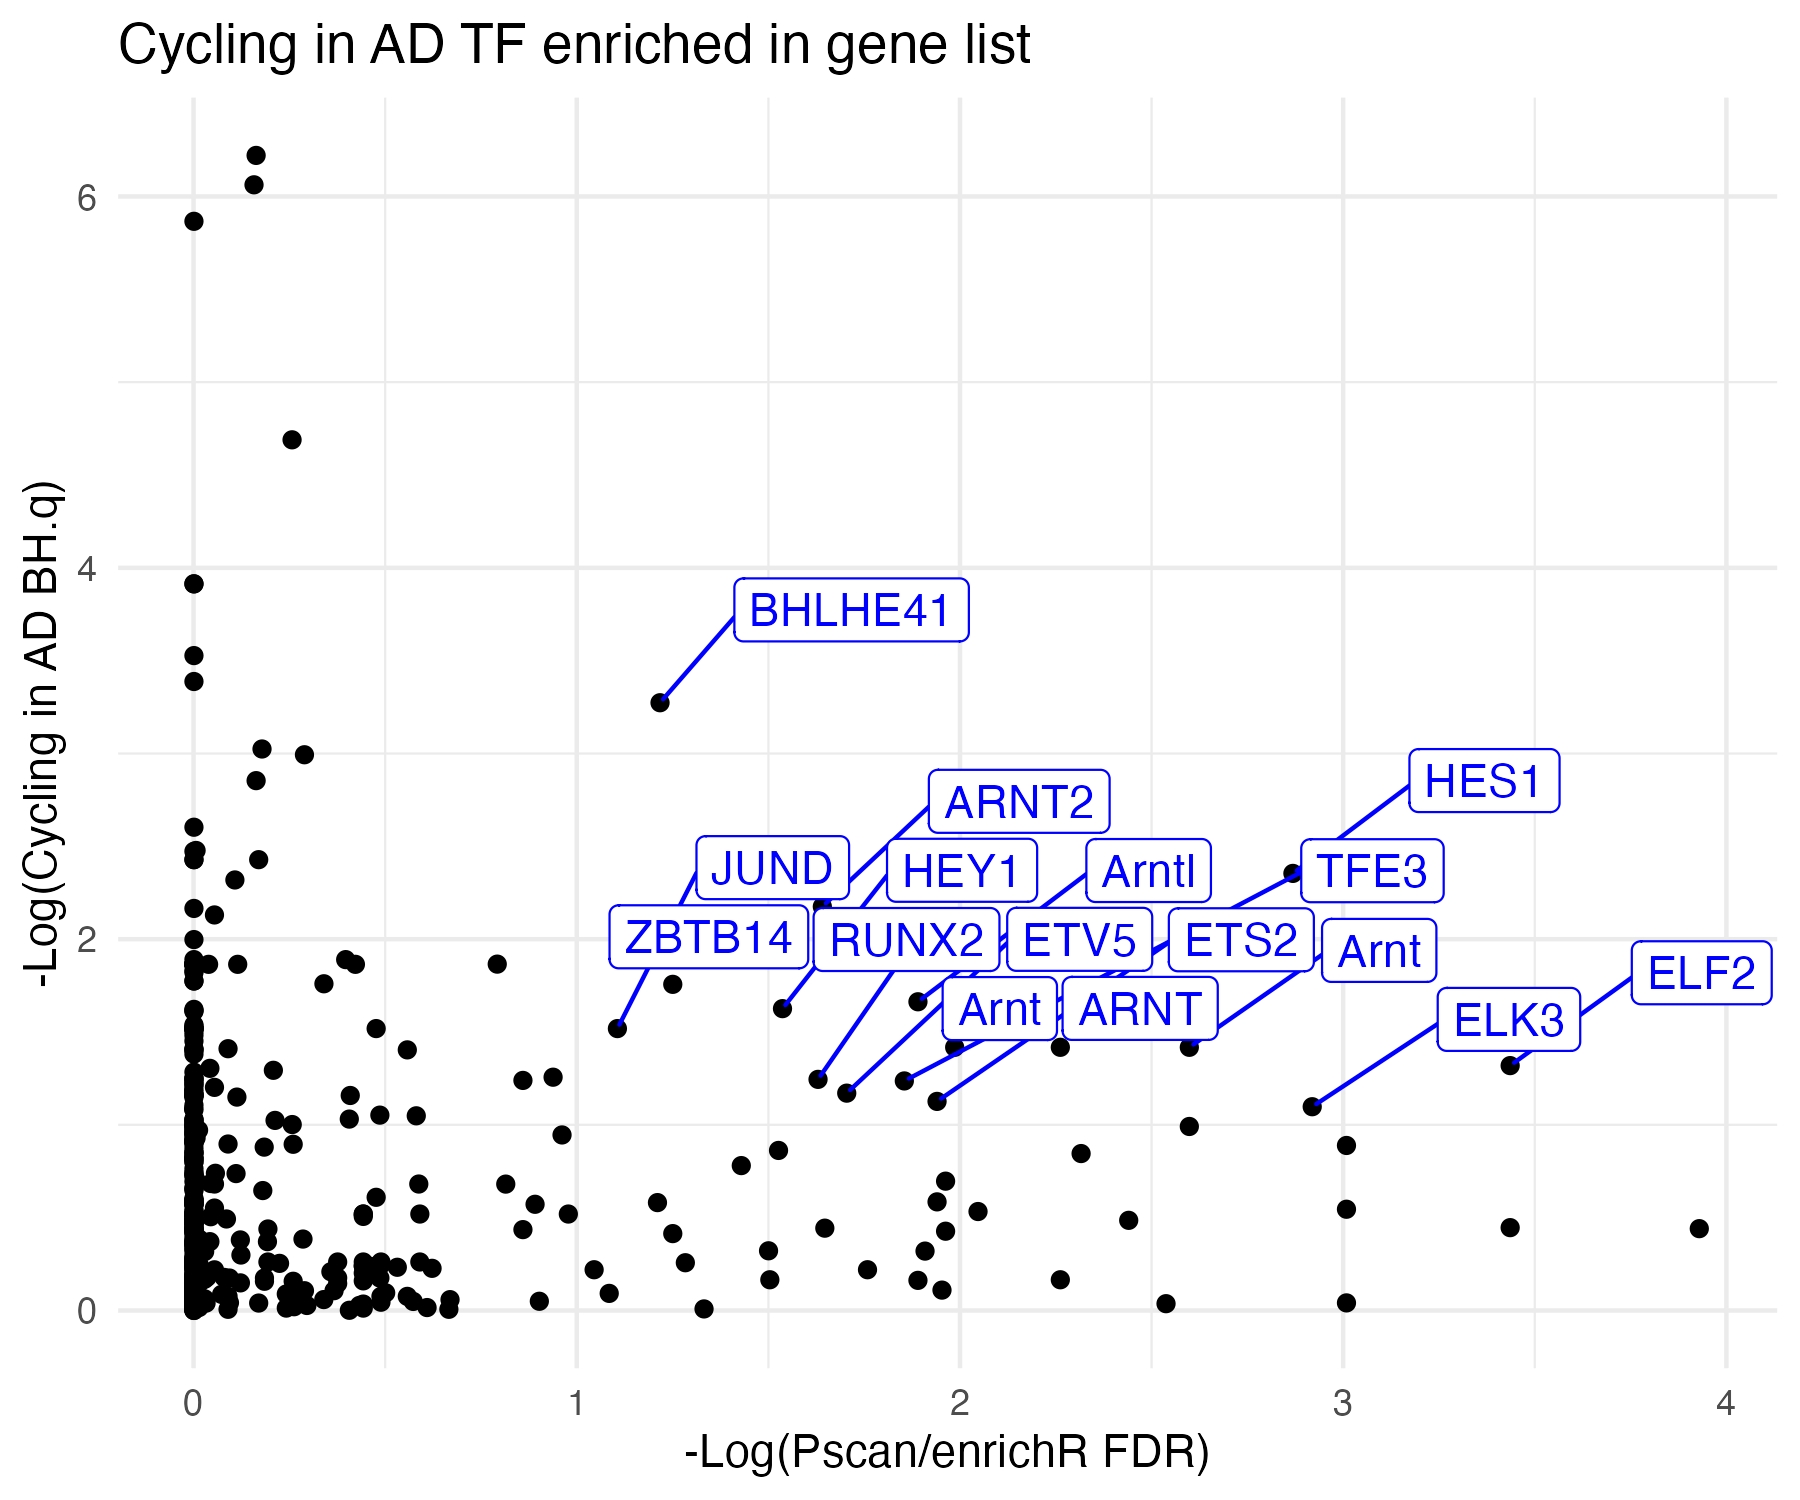 Cycling in AD TF enriched in gene list
-Log(Cycling in AD BH.q)
6
4
2
0
BHLHE41
HES1
ARNT2
JUND
HEY1
Arntl
TFE3
ZBTB14
RUNX2
ETV5
ETS2
Arnt
ELF2
Arnt
ARNT
ELK3
0
1
2
3
4
-Log(Pscan/enrichR FDR)